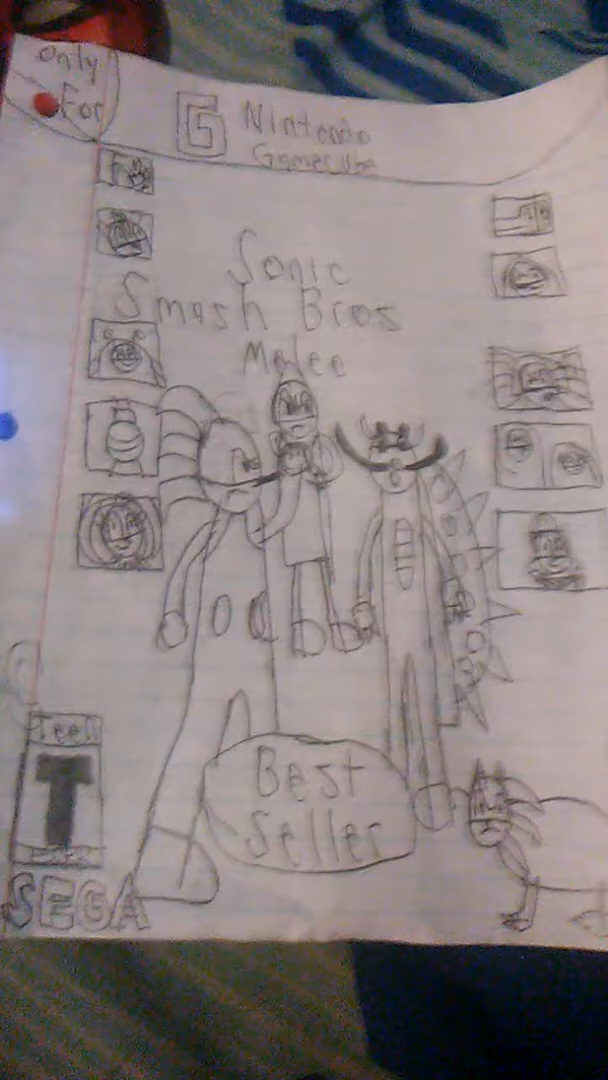 Only
For
G Nintendo
Gamecube
Sonic
Smash Bros
Melee
Teen
T
Best
Seller
SEGA